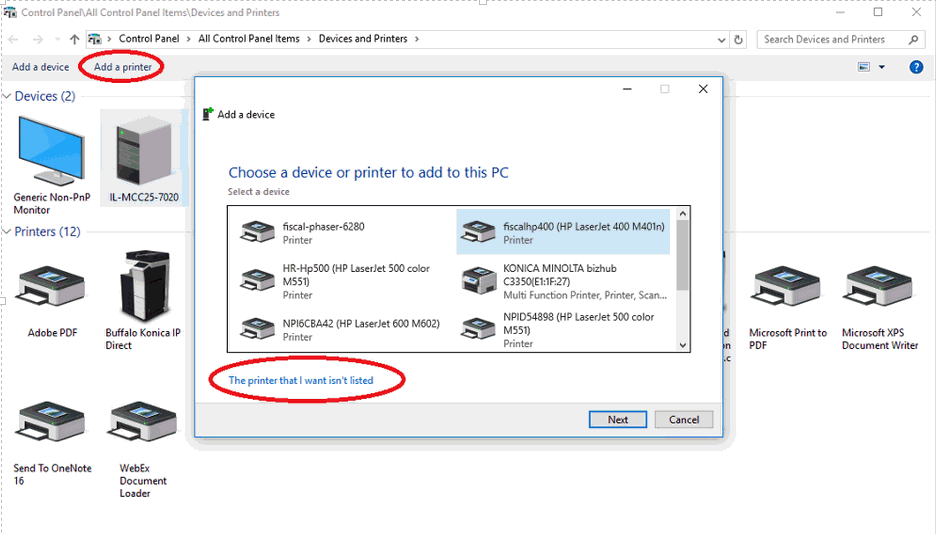 Control Panel\All Control Panel Items\Devices and Printers
Control Panel > All Control Panel Items > Devices and Printers >
Search Devices and Printers
Add a device
Add a printer
Devices (2)
Generic Non-PnP
Monitor
IL-MCC25-7020
Printers (12)
Adobe PDF
Buffalo Konica IP
Direct
Microsoft Print to
PDF
Microsoft XPS
Document Writer
Send To OneNote
16
WebEx
Document
Loader
Add a device
Choose a device or printer to add to this PC
Select a device
fiscal-phaser-6280
Printer
fiscalhp400 (HP LaserJet 400 M401n)
Printer
HR-Hp500 (HP LaserJet 500 color
M551)
Printer
KONICA MINOLTA bizhub
C3350(E1:1F:27)
Multi Function Printer, Printer, Scan...
NPI6CBA42 (HP LaserJet 600 M602)
Printer
NPID54898 (HP LaserJet 500 color
M551)
Printer
The printer that I want isn't listed
Next
Cancel